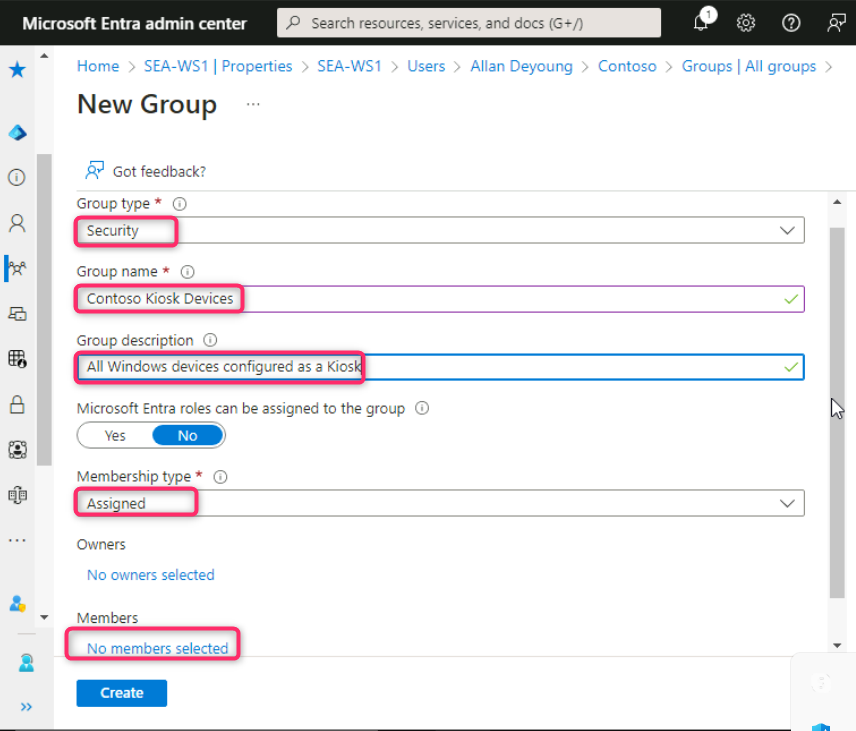 Microsoft Entra admin center
Search resources, services, and docs (G+/)
1
Home > SEA-WS1 | Properties > SEA-WS1 > Users > Allan Deyoung > Contoso > Groups | All groups >
New Group ...
Got feedback?
Group type *
Security
Group name *
Contoso Kiosk Devices
Group description
All Windows devices configured as a Kiosk
Microsoft Entra roles can be assigned to the group
Yes No
Membership type *
Assigned
Owners
No owners selected
Members
No members selected
Create